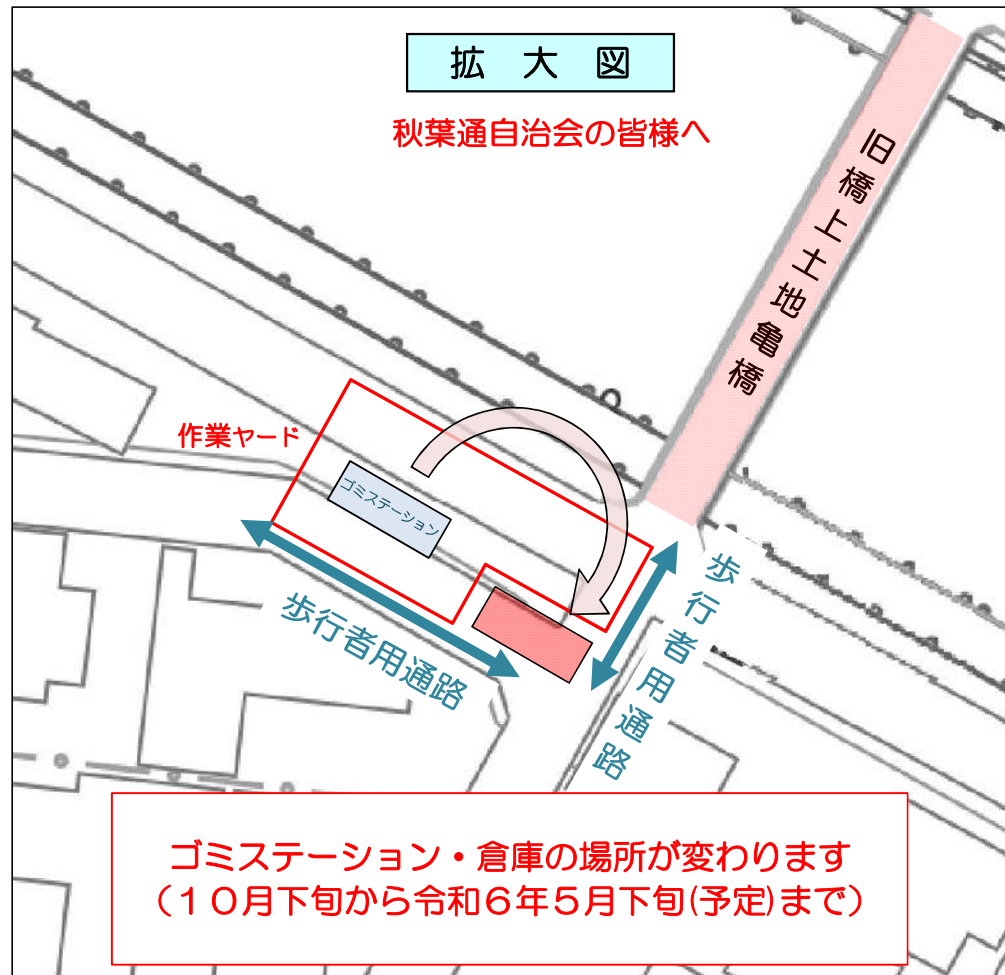 拡大図
秋葉通自治会の皆様へ
旧橋上土地亀橋
作業ヤード
ゴミステーション
歩行者用通路
歩行者用通路
ゴミステーション・倉庫の場所が変わります
（１０月下旬から令和６年５月下旬(予定)まで）